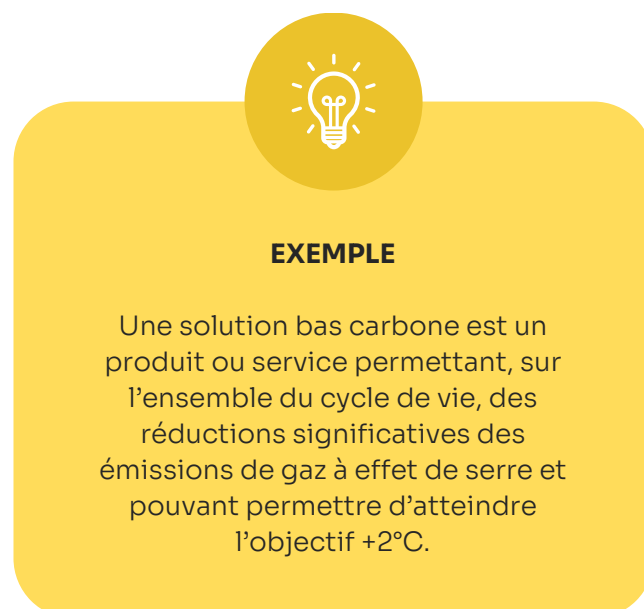 EXEMPLE
Une solution bas carbone est un
produit ou service permettant, sur
l’ensemble du cycle de vie, des
réductions significatives des
émissions de gaz à effet de serre et
pouvant permettre d’atteindre
l’objectif +2°C.